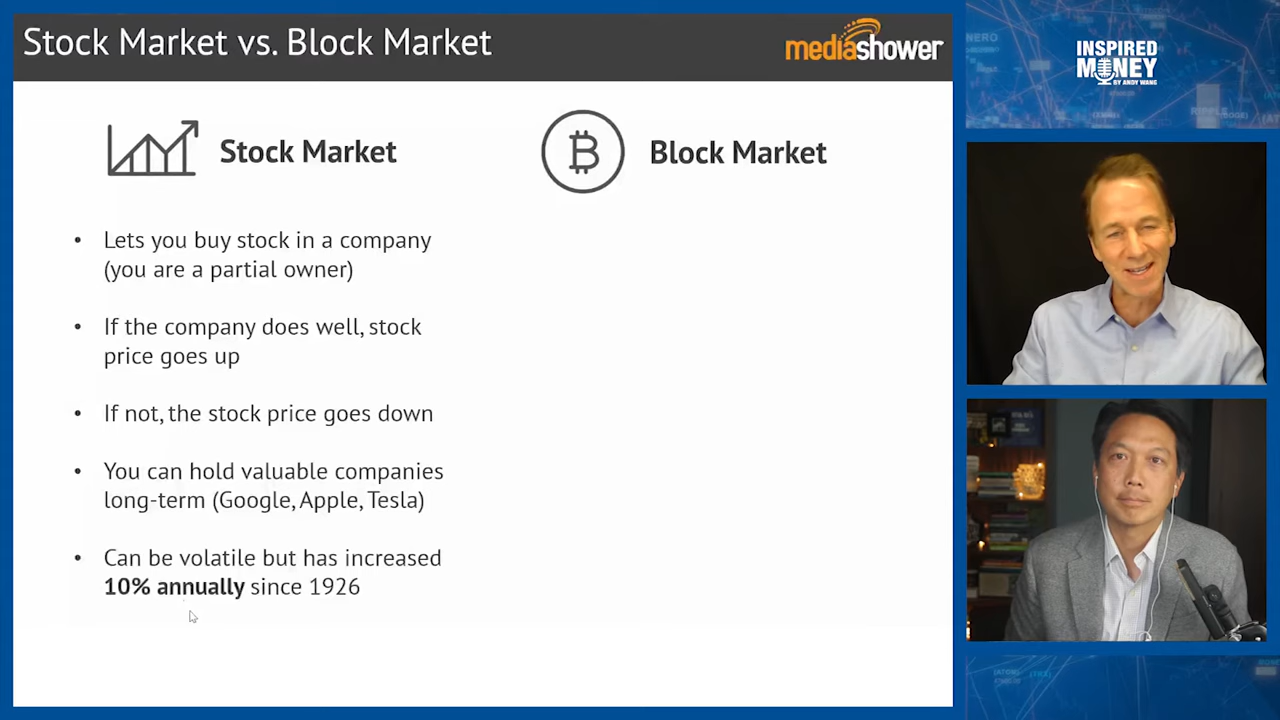 Stock Market vs. Block Market
mediashower
INSPIRED
MONEY
BY ANDY WANG
Stock Market
Block Market
• Lets you buy stock in a company
(you are a partial owner)
• If the company does well, stock
price goes up
• If not, the stock price goes down
• You can hold valuable companies
long-term (Google, Apple, Tesla)
• Can be volatile but has increased
10% annually since 1926